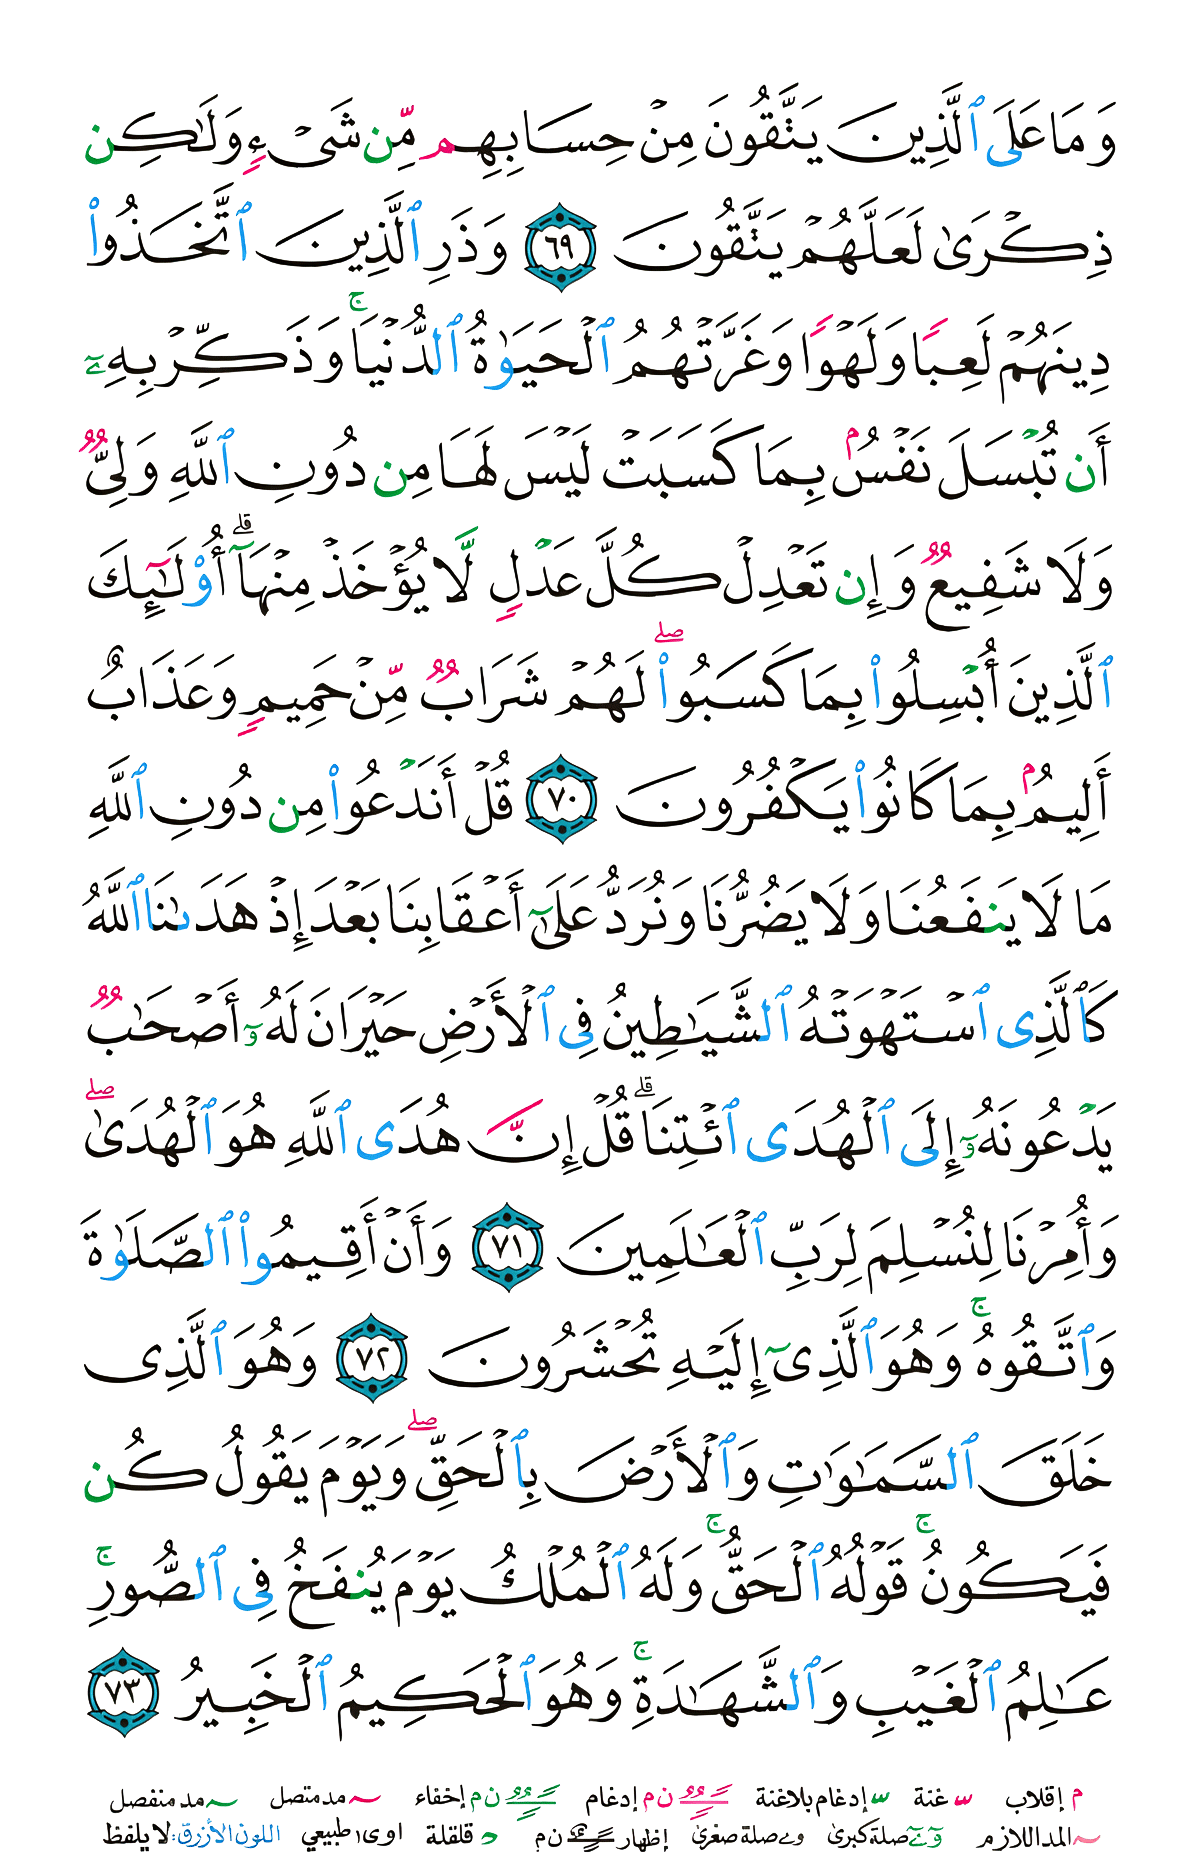 وَمَا عَلَى ٱلَّذِينَ يَتَّقُونَ مِنۡ حِسَابِهِم مِّن شَىۡءٍ وَلَٰكِن
ذِكۡرَىٰ لَعَلَّهُمۡ يَتَّقُونَ ٦٩ وَذَرِ ٱلَّذِينَ ٱتَّخَذُواْ
دِينَهُمۡ لَعِبًا وَلَهۡوًا وَغَرَّتۡهُمُ ٱلۡحَيَوٰةُ ٱلدُّنۡيَاۚ وَذَكِّرۡ بِهِۦٓ
أَن تُبۡسَلَ نَفۡسُۢ بِمَا كَسَبَتۡ لَيۡسَ لَهَا مِن دُونِ ٱللَّهِ وَلِىٌّ
وَلَا شَفِيعٌ وَإِن تَعۡدِلۡ كُلَّ عَدۡلٍ لَّا يُؤۡخَذۡ مِنۡهَآۗ أُوْلَٰٓئِكَ
ٱلَّذِينَ أُبۡسِلُواْ بِمَا كَسَبُواْۖ لَهُمۡ شَرَابٌ مِّنۡ حَمِيمٍ وَعَذَابٌ
أَلِيمُۢ بِمَا كَانُواْ يَكۡفُرُونَ ٧٠ قُلۡ أَنَدۡعُواْ مِن دُونِ ٱللَّهِ
مَا لَا يَنفَعُنَا وَلَا يَضُرُّنَا وَنُرَدُّ عَلَىٰٓ أَعۡقَابِنَا بَعۡدَ إِذۡ هَدَىٰنَا ٱللَّهُ
كَٱلَّذِى ٱسۡتَهۡوَتۡهُ ٱلشَّيَٰطِينُ فِى ٱلۡأَرۡضِ حَيۡرَانَ لَهُۥٓ أَصۡحَٰبٌ
يَدۡعُونَهُۥٓ إِلَى ٱلۡهُدَى ٱئۡتِنَاۗ قُلۡ إِنَّ هُدَى ٱللَّهِ هُوَ ٱلۡهُدَىٰۖ
وَأُمِرۡنَا لِنُسۡلِمَ لِرَبِّ ٱلۡعَٰلَمِينَ ٧١ وَأَنۡ أَقِيمُواْ ٱلصَّلَوٰةَ
وَٱتَّقُوهُۚ وَهُوَ ٱلَّذِىٓ إِلَيۡهِ تُحۡشَرُونَ ٧٢ وَهُوَ ٱلَّذِى
خَلَقَ ٱلسَّمَٰوَٰتِ وَٱلۡأَرۡضَ بِٱلۡحَقِّۖ وَيَوۡمَ يَقُولُ كُن
فَيَكُونُۚ قَوۡلُهُ ٱلۡحَقُّۚ وَلَهُ ٱلۡمُلۡكُ يَوۡمَ يُنفَخُ فِى ٱلصُّورِۚ
عَٰلِمُ ٱلۡغَيۡبِ وَٱلشَّهَٰدَةِۚ وَهُوَ ٱلۡحَكِيمُ ٱلۡخَبِيرُ ٧٣
م إقلاب ّ غنة ّ إدغام بلاغنة ن م إدغام ن م إخفاء ~ مد متصل ~ مد منفصل
~ المد اللازم وٓ ےٓ صلة كبرى و ے صلة صغرى إظهار ن م قلقلة ا و ى طبيعي اللون الأزرق: لا يلفظ